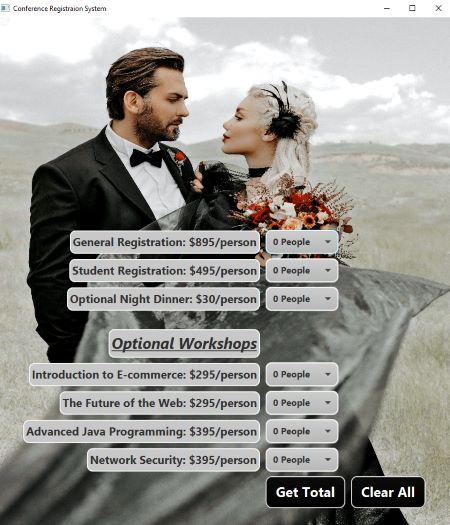 Conference Registraion System
General Registration: $895/person 0 People
Student Registration: $495/person 0 People
Optional Night Dinner: $30/person 0 People
Optional Workshops
Introduction to E-commerce: $295/person 0 People
The Future of the Web: $295/person 0 People
Advanced Java Programming: $395/person 0 People
Network Security: $395/person 0 People
Get Total Clear All